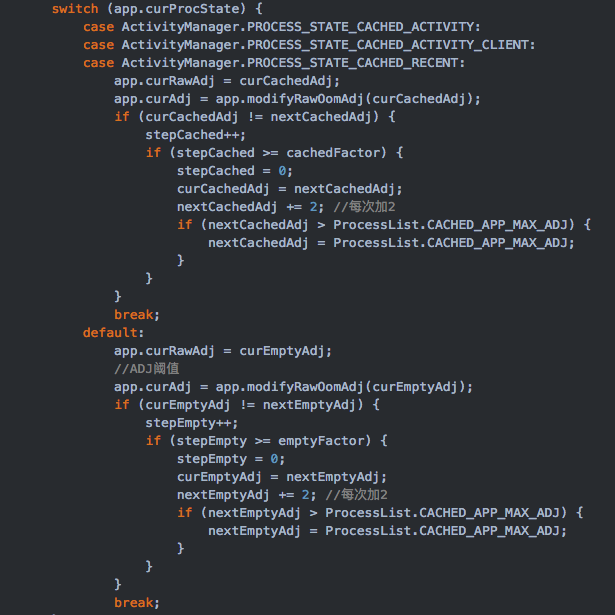 switch (app.curProcState) {
case ActivityManager.PROCESS_STATE_CACHED_ACTIVITY:
case ActivityManager.PROCESS_STATE_CACHED_ACTIVITY_CLIENT:
case ActivityManager.PROCESS_STATE_CACHED_RECENT:
app.curRawAdj = curCachedAdj;
app.curAdj = app.modifyRawOomAdj(curCachedAdj);
if (curCachedAdj != nextCachedAdj) {
stepCached++;
if (stepCached >= cachedFactor) {
stepCached = 0;
curCachedAdj = nextCachedAdj;
nextCachedAdj += 2; //每次加2
if (nextCachedAdj > ProcessList.CACHED_APP_MAX_ADJ) {
nextCachedAdj = ProcessList.CACHED_APP_MAX_ADJ;
}
}
}
break;
default:
app.curRawAdj = curEmptyAdj;
//ADJ阈值
app.curAdj = app.modifyRawOomAdj(curEmptyAdj);
if (curEmptyAdj != nextEmptyAdj) {
stepEmpty++;
if (stepEmpty >= emptyFactor) {
stepEmpty = 0;
curEmptyAdj = nextEmptyAdj;
nextEmptyAdj += 2; //每次加2
if (nextEmptyAdj > ProcessList.CACHED_APP_MAX_ADJ) {
nextEmptyAdj = ProcessList.CACHED_APP_MAX_ADJ;
}
}
}
break;